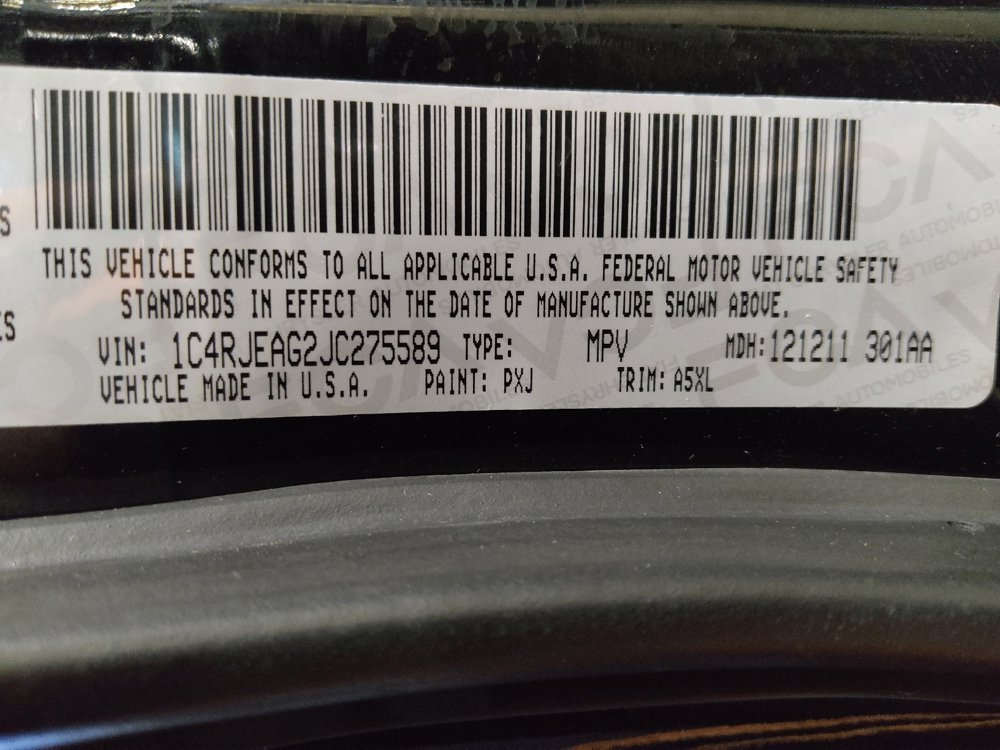 THIS VEHICLE CONFORMS TO ALL APPLICABLE U.S.A. FEDERAL MOTOR VEHICLE SAFETY
STANDARDS IN EFFECT ON THE DATE OF MANUFACTURE SHOWN ABOVE.
VIN: 1C4RJEAG2JC275589 TYPE: MPV MDH:121211 301AA
VEHICLE MADE IN U.S.A. PAINT: PXJ TRIM: A5XL